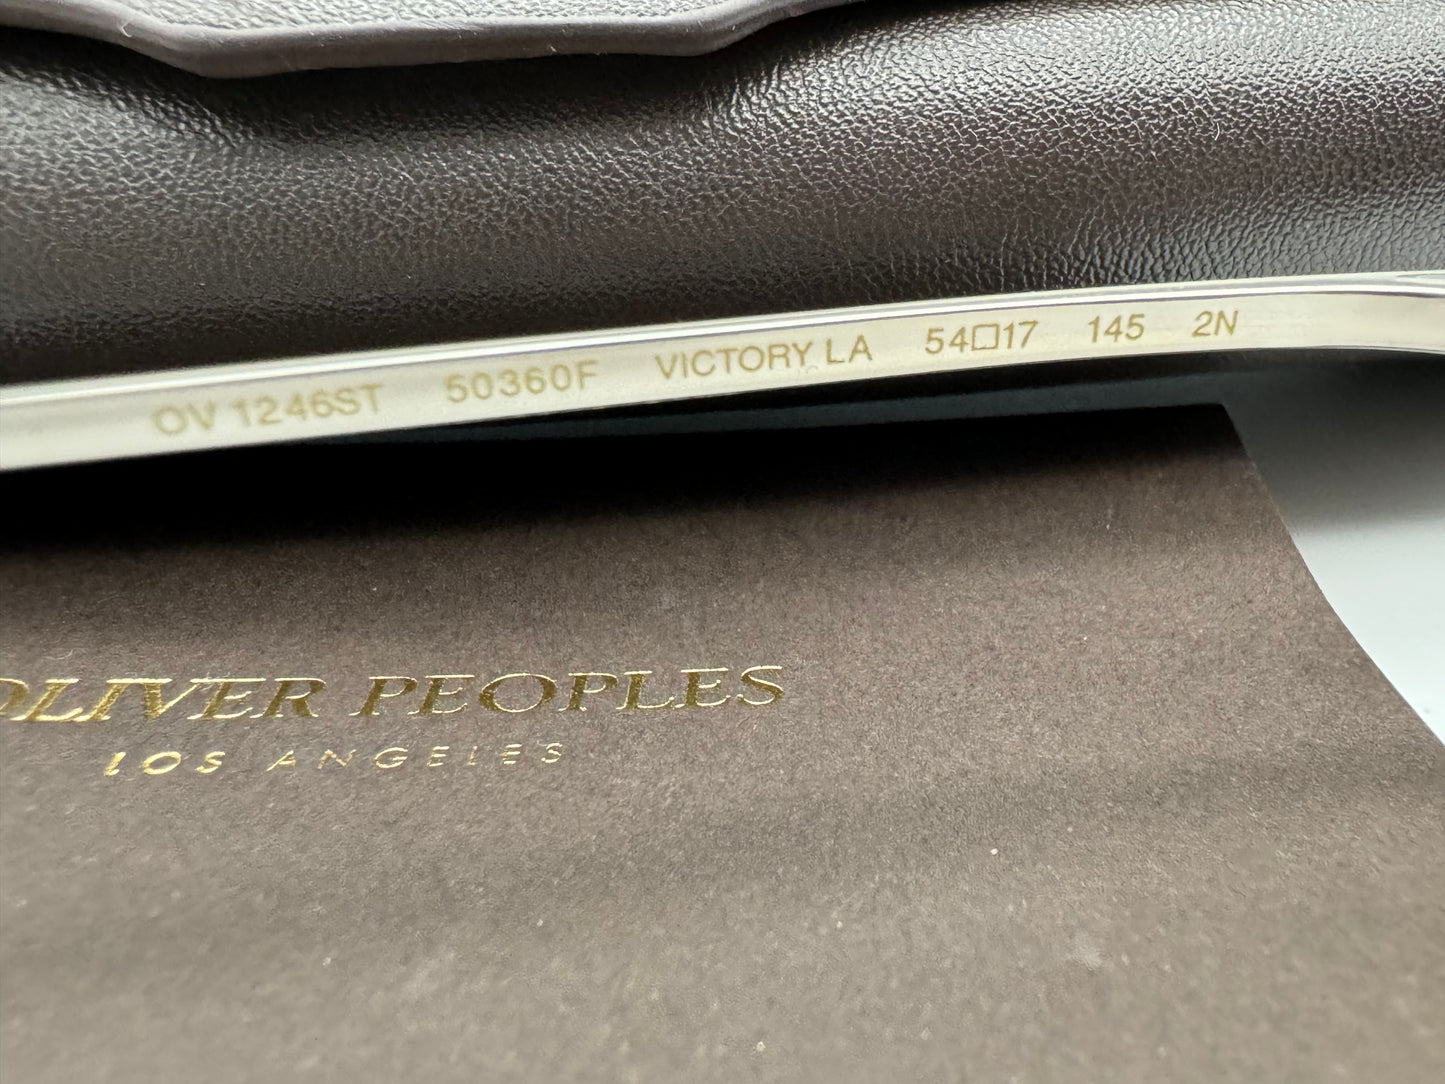 OV 1246ST 50360F VICTORY LA 54□17 145 2N
OLIVER PEOPLES
LOS ANGELES